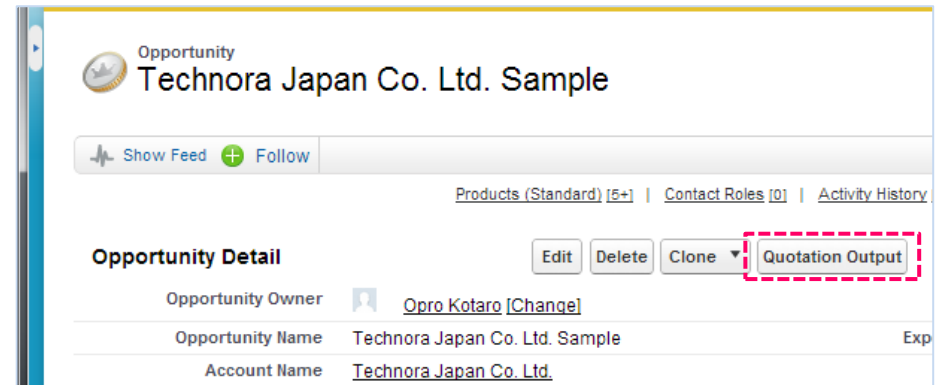 Opportunity
Technora Japan Co. Ltd. Sample
Show Feed Follow
Products (Standard) [5+] | Contact Roles [0] | Activity History
Opportunity Detail Edit Delete Clone Quotation Output
Opportunity Owner Opro Kotaro [Change]
Opportunity Name Technora Japan Co. Ltd. Sample Exp
Account Name Technora Japan Co. Ltd.